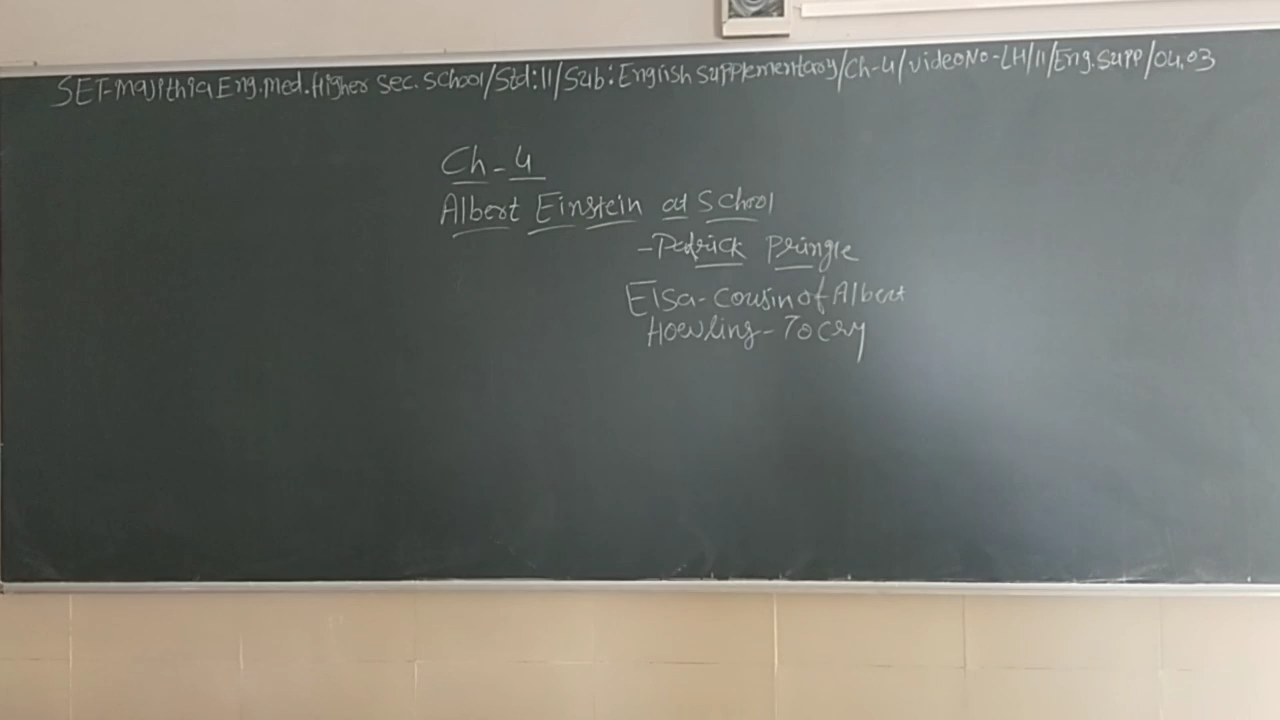 SET-Majithia Eng.Med.Higher sec.school/Std:11/Sub:English supplementary/Ch-4/videoNo-LH/11/Eng.Supp/04.03
Ch-4
Albert Einstein at School
-Patrick Pringle
Elsa-Cousin of Albert
Howling-To cry